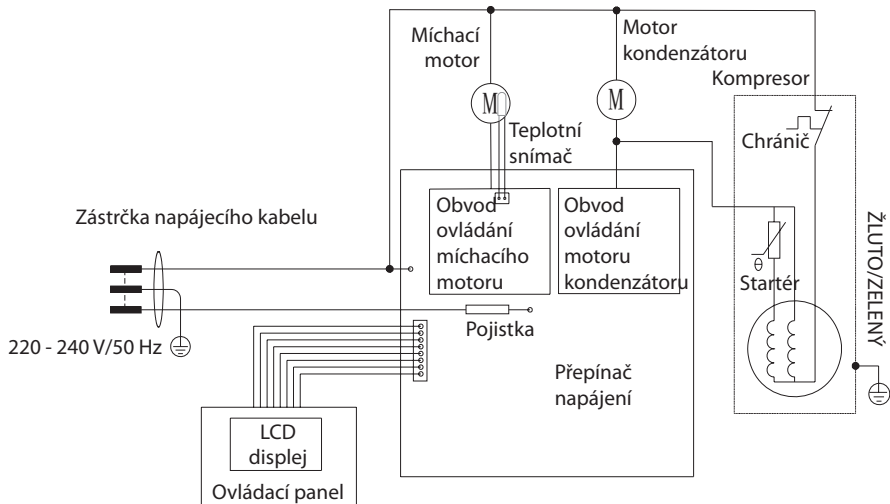 Míchací
motor
Motor
kondenzátoru
Kompresor
M
M
Teplotní
snímač
Chránič
Zástrčka napájecího kabelu
Obvod
ovládání
míchacího
motoru
Obvod
ovládání
motoru
kondenzátoru
ŽLUTO/ZELENÝ
θ
Startér
Pojistka
220 - 240 V/50 Hz
Přepínač
napájení
LCD
displej
Ovládací panel